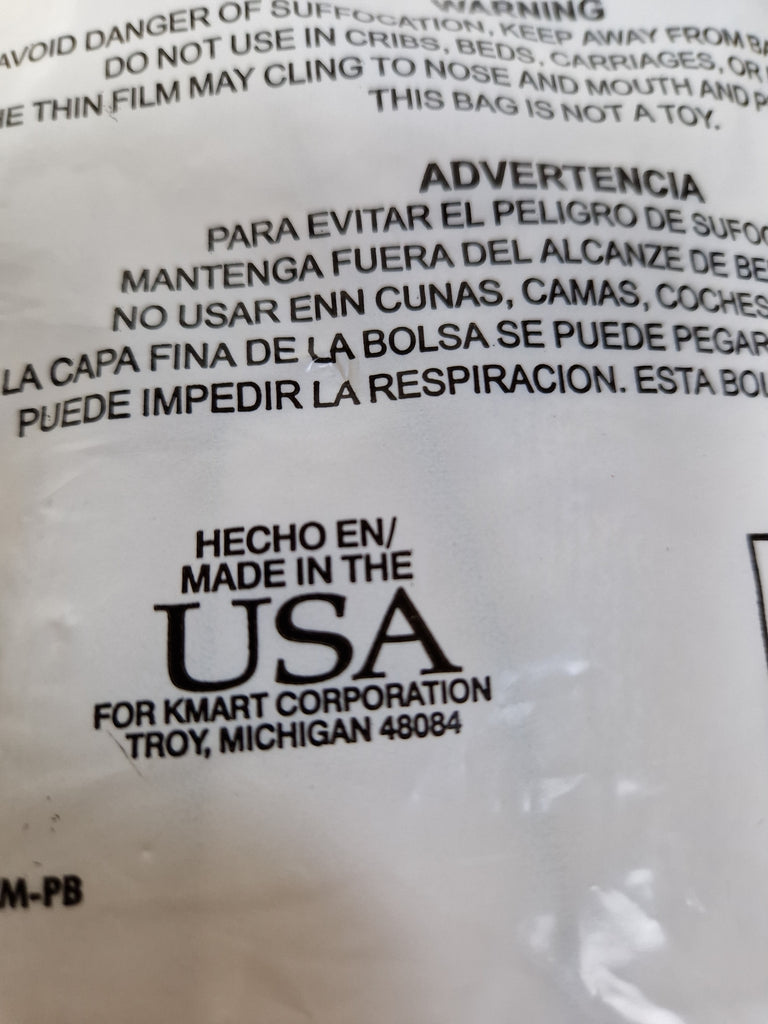 WARNING
AVOID DANGER OF SUFFOCATION, KEEP AWAY FROM
DO NOT USE IN CRIBS, BEDS, CARRIAGES, OR
THIN FILM MAY CLING TO NOSE AND MOUTH AND
THIS BAG IS NOT A TOY.
ADVERTENCIA
PARA EVITAR EL PELIGRO DE
MANTENGA FUERA DEL ALCANZE DE
NO USAR ENN CUNAS, CAMAS, COCHES
LA CAPA FINA DE LA BOLSA SE PUEDE PEGAR
PUEDE IMPEDIR LA RESPIRACION. ESTA
HECHO EN/
MADE IN THE
USA
FOR KMART CORPORATION
TROY, MICHIGAN 48084
M-PB